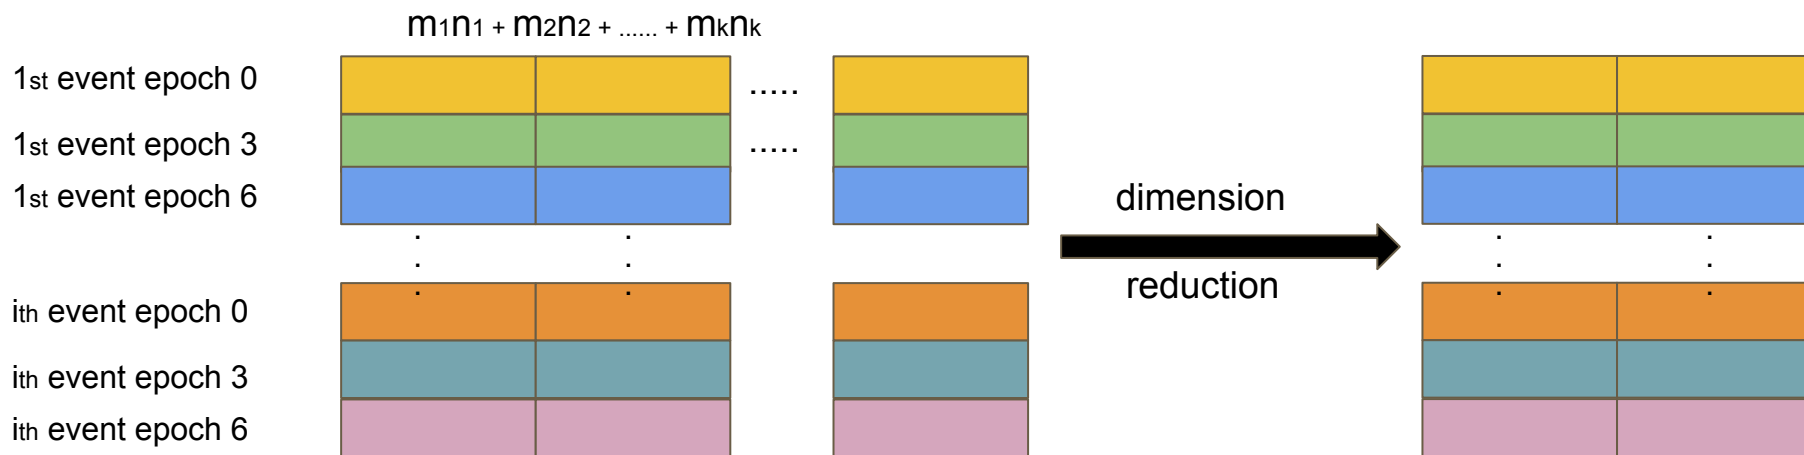 m1n1 + m2n2 + ...... + mknk
1st event epoch 0
.....
1st event epoch 3
.....
1st event epoch 6
dimension
reduction
ith event epoch 0
ith event epoch 3
ith event epoch 6